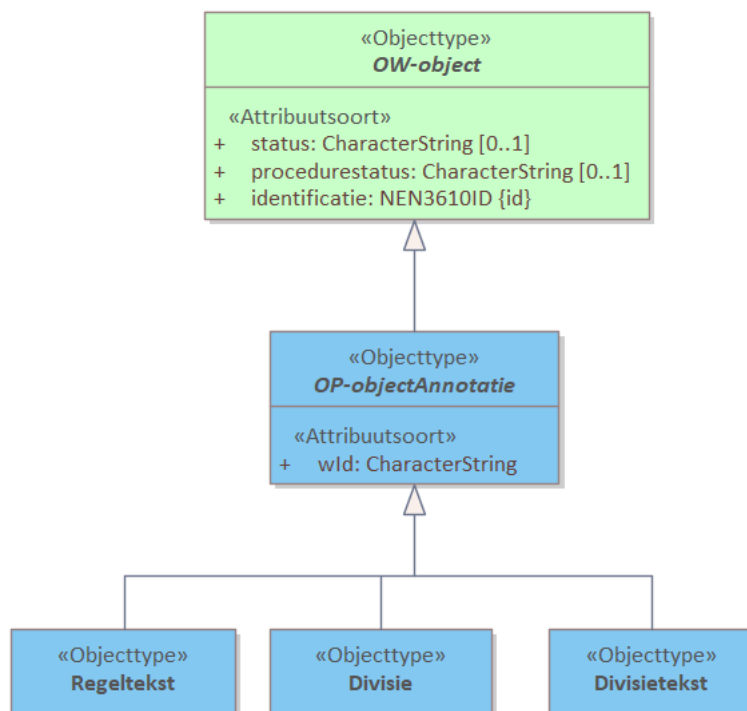 «Objecttype»
OW-object
«Attribuutsoort»
+ status: CharacterString [0..1]
+ procedurestatus: CharacterString [0..1]
+ identificatie: NEN3610ID {id}
«Objecttype»
OP-objectAnnotatie
«Attribuutsoort»
+ wId: CharacterString
«Objecttype»
Regeltekst
«Objecttype»
Divisie
«Objecttype»
Divisietekst